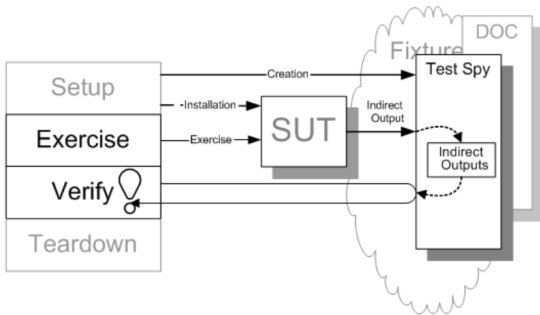 DOC
Fixture
Setup
Creation
Test Spy
Installation
Indirect
Output
Exercise
Exercise
SUT
Indirect
Outputs
Verify
Teardown